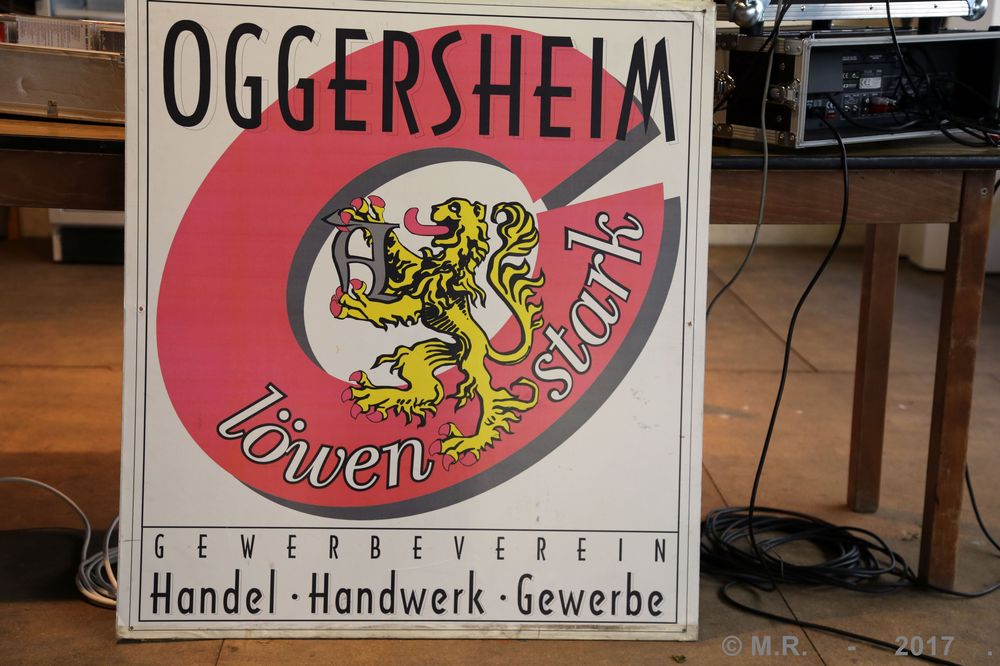 OGGERSHEIM
löwen stark
GEWERBEVEREIN
Handel · Handwerk · Gewerbe
© M.R. - 2017 .